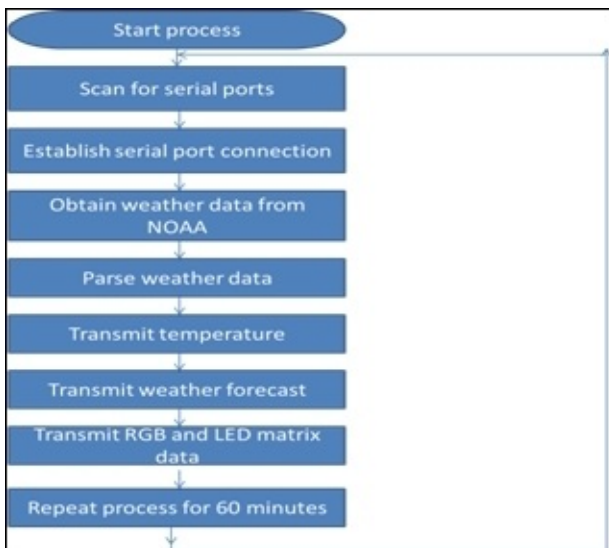 Start process
Scan for serial ports
Establish serial port connection
Obtain weather data from
NOAA
Parse weather data
Transmit temperature
Transmit weather forecast
Transmit RGB and LED matrix
data
Repeat process for 60 minutes